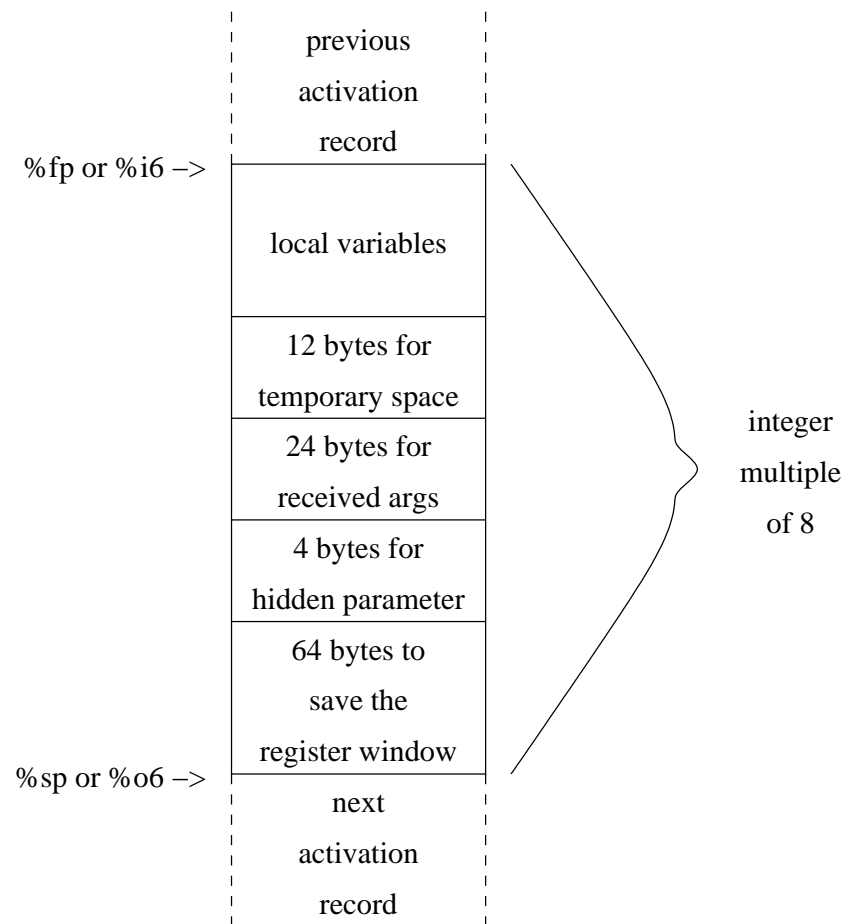 previous
activation
record
%fp or %i6 −>
local variables
12 bytes for
temporary space
24 bytes for
received args
4 bytes for
hidden parameter
64 bytes to
save the
register window
%sp or %o6 −>
next
activation
record
integer
multiple
of 8